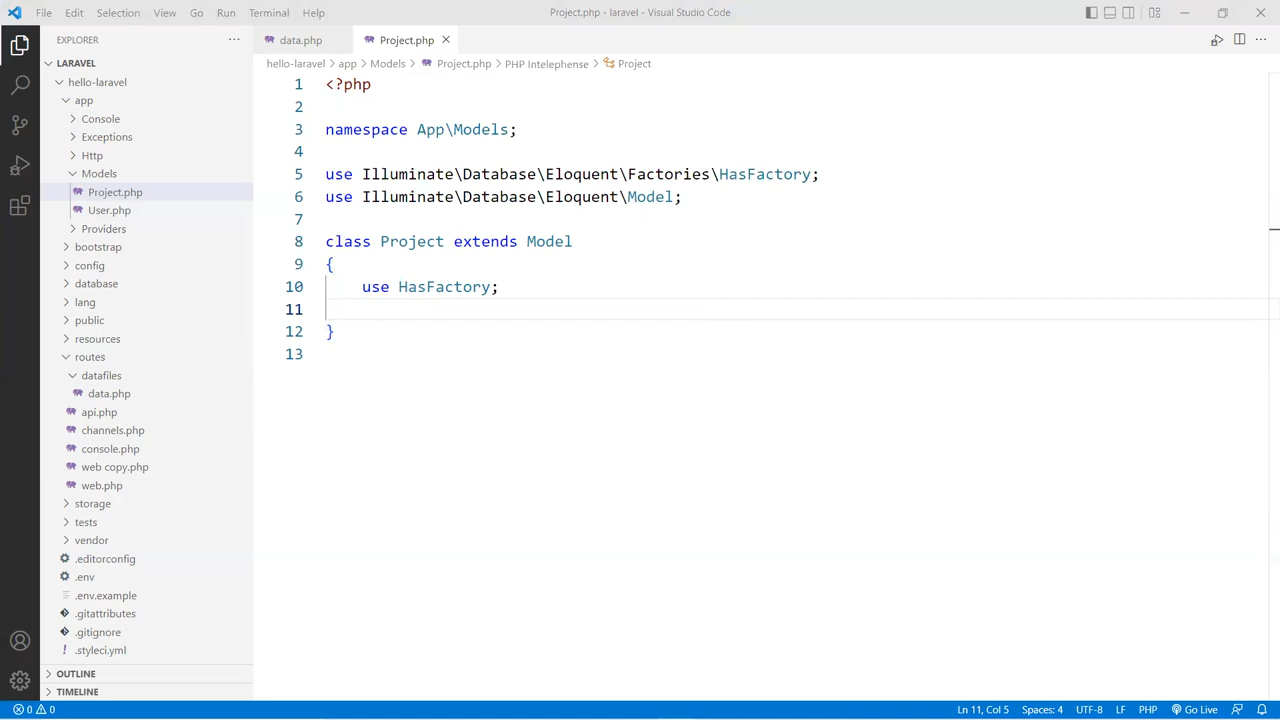 File Edit Selection View Go Run Terminal Help Project.php - laravel - Visual Studio Code
EXPLORER
LARAVEL
hello-laravel
app
Console
Exceptions
Http
Models
Project.php
User.php
Providers
bootstrap
config
database
lang
public
resources
routes
datafiles
data.php
api.php
channels.php
console.php
web copy.php
web.php
storage
tests
vendor
.editorconfig
.env
.env.example
.gitattributes
.gitignore
.styleci.yml
OUTLINE
TIMELINE
data.php Project.php
hello-laravel > app > Models > Project.php > PHP Intelephense > Project
1 <?php
2
3 namespace App\Models;
4
5 use Illuminate\Database\Eloquent\Factories\HasFactory;
6 use Illuminate\Database\Eloquent\Model;
7
8 class Project extends Model
9 {
10 use HasFactory;
11
12 }
13
0 0 Ln 11, Col 5 Spaces: 4 UTF-8 LF PHP Go Live